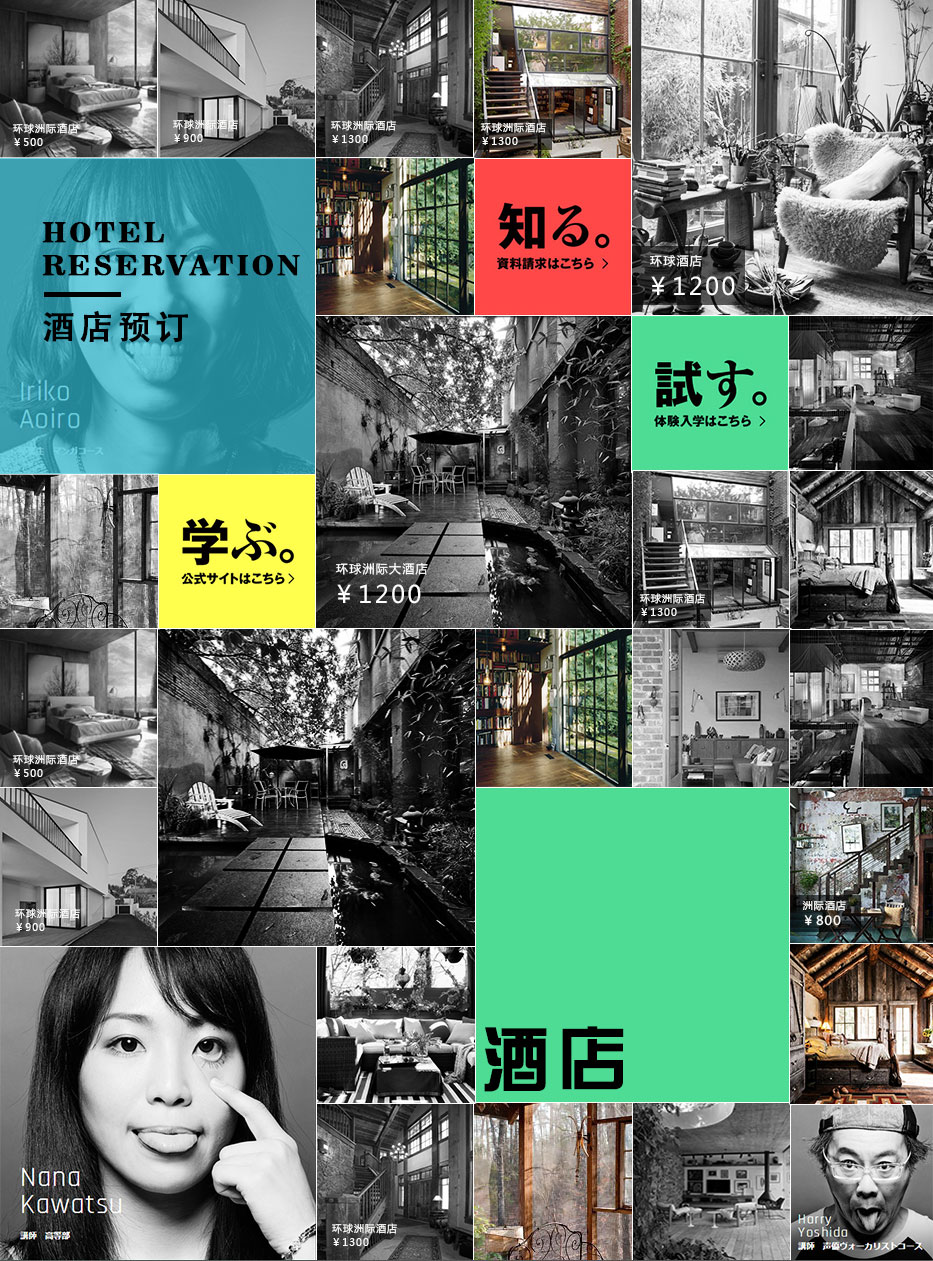 环球洲际酒店
￥500
环球洲际酒店
￥900
环球洲际酒店
￥1300
环球洲际酒店
￥1300
环球酒店
￥1200
HOTEL
RESERVATION
酒店预订
Iriko
Aoiro
知る。
資料請求はこちら >
試す。
体験入学はこちら >
学ぶ。
公式サイトはこちら >
环球洲际大酒店
￥1200
环球洲际酒店
￥1300
环球洲际酒店
￥500
环球洲际酒店
￥900
洲际酒店
￥800
酒店
Nana
Kawatsu
講師 高等部
环球洲际酒店
￥1300
Harry
Yoshida
講師 声優ヴォーカリストコース